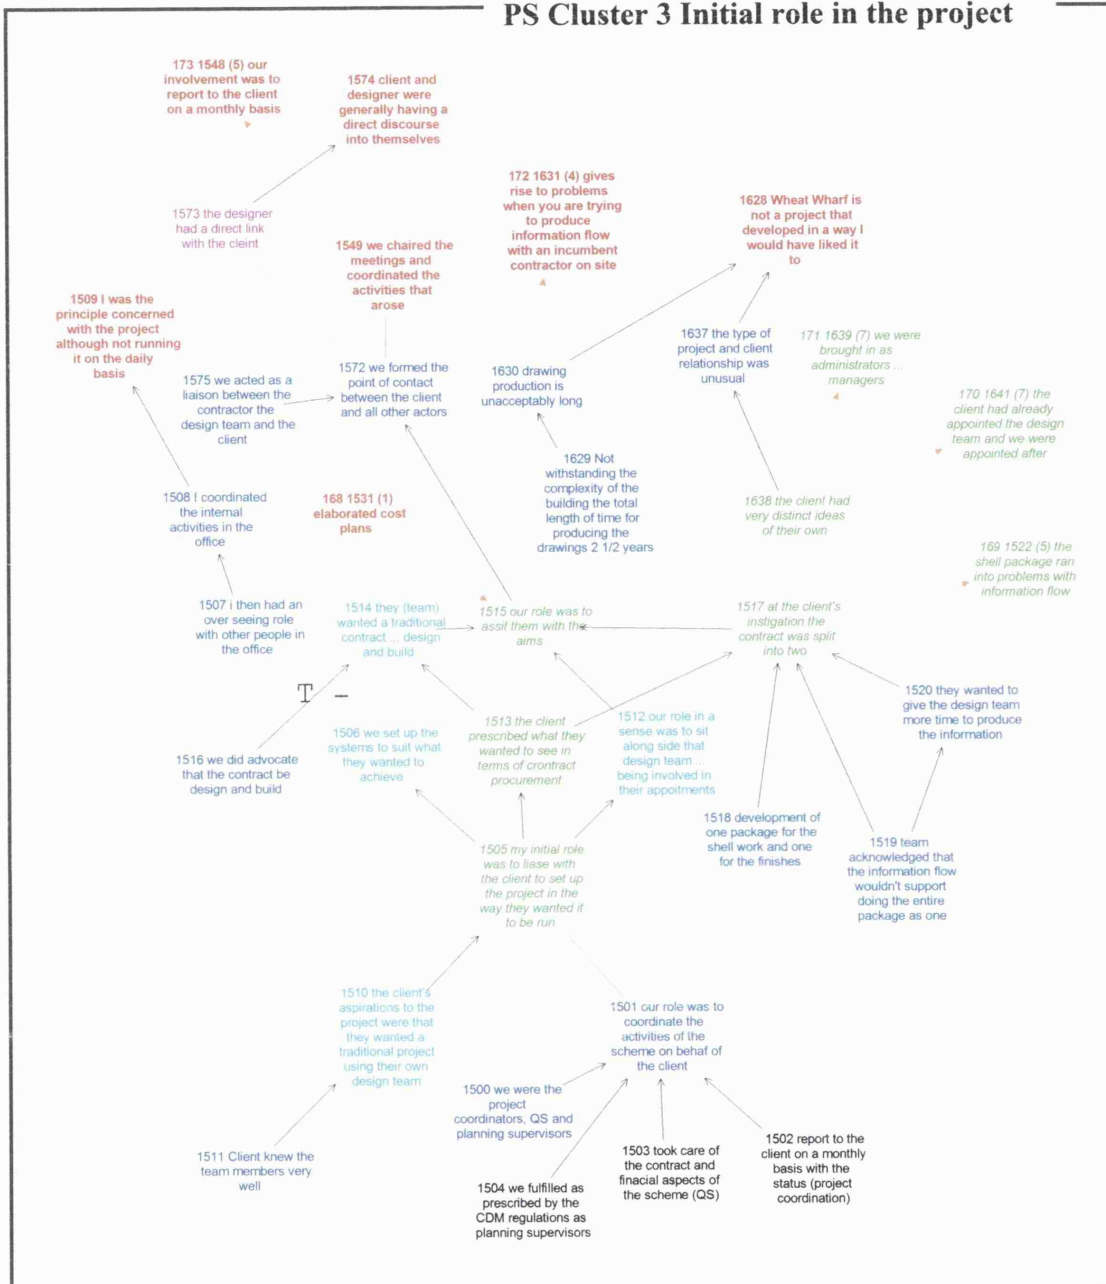 PS Cluster 3 Initial role in the project
173 1548 (5) our
involvement was to
report to the client
on a monthly basis
1574 client and
designer were
generally having a
direct discourse
into themselves
172 1631 (4) gives
rise to problems
when you are trying
to produce
information flow
with an incumbent
contractor on site
1628 Wheat Wharf is
not a project that
developed in a way I
would have liked it
to
1573 the designer
had a direct link
with the cleint
1549 we chaired the
meetings and
coordinated the
activities that
arose
1509 I was the
principle concerned
with the project
although not running
it on the daily
basis
1637 the type of
project and client
relationship was
unusual
171 1639 (7) we were
brought in as
administrators ...
managers
1575 we acted as a
liaison between the
contractor the
design team and the
client
1572 we formed the
point of contact
between the client
and all other actors
1630 drawing
production is
unacceptably long
170 1641 (7) the
client had already
appointed the design
team and we were
appointed after
1629 Not
withstanding the
complexity of the
building the total
length of time for
producing the
drawings 2 1/2 years
1508 I coordinated
the internal
activities in the
office
168 1531 (1)
elaborated cost
plans
1638 the client had
very distinct ideas
of their own
169 1522 (5) the
shell package ran
into problems with
information flow
1507 i then had an
over seeing role
with other people in
the office
1514 they (team)
wanted a traditional
contract ... design
and build
1515 our role was to
assit them with the
aims
1517 at the client's
instigation the
contract was split
into two
T –
1520 they wanted to
give the design team
more time to produce
the information
1516 we did advocate
that the contract be
design and build
1506 we set up the
systems to suit what
they wanted to
achieve
1513 the client
prescribed what they
wanted to see in
terms of crontract
procurement
1512 our role in a
sense was to sit
along side that
design team ...
being involved in
their appoitments
1518 development of
one package for the
shell work and one
for the finishes
1519 team
acknowledged that
the information flow
wouldn't support
doing the entire
package as one
1505 my initial role
was to liase with
the client to set up
the project in the
way they wanted it
to be run
1510 the client's
aspirations to the
project were that
they wanted a
traditional project
using their own
design team
1501 our role was to
coordinate the
activities of the
scheme on behaf of
the client
1500 we were the
project
coordinators, QS and
planning supervisors
1511 Client knew the
team members very
well
1504 we fulfilled as
prescribed by the
CDM regulations as
planning supervisors
1503 took care of
the contract and
finacial aspects of
the scheme (QS)
1502 report to the
client on a monthly
basis with the
status (project
coordination)